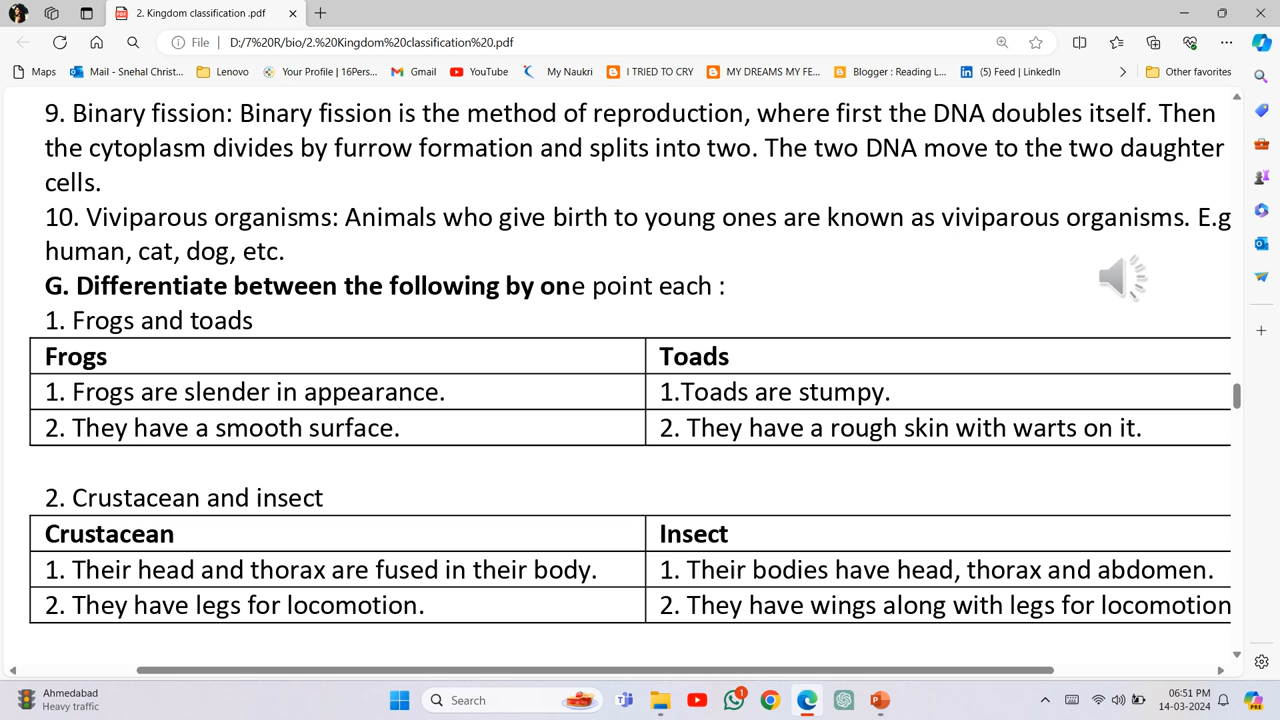 2. Kingdom classification .pdf
File D:/7%20R/bio/2.%20Kingdom%20classification%20.pdf
Maps Mail - Snehal Christ... Lenovo Your Profile | 16Pers... Gmail YouTube My Naukri I TRIED TO CRY MY DREAMS MY FE... Blogger : Reading L... (5) Feed | LinkedIn Other favorites
9. Binary fission: Binary fission is the method of reproduction, where first the DNA doubles itself. Then
the cytoplasm divides by furrow formation and splits into two. The two DNA move to the two daughter
cells.
10. Viviparous organisms: Animals who give birth to young ones are known as viviparous organisms. E.g
human, cat, dog, etc.
G. Differentiate between the following by one point each :
1. Frogs and toads
Frogs Toads
1. Frogs are slender in appearance. 1.Toads are stumpy.
2. They have a smooth surface. 2. They have a rough skin with warts on it.
2. Crustacean and insect
Crustacean Insect
1. Their head and thorax are fused in their body. 1. Their bodies have head, thorax and abdomen.
2. They have legs for locomotion. 2. They have wings along with legs for locomotion
Ahmedabad
Heavy traffic
Search
1
06:51 PM
14-03-2024
PRE